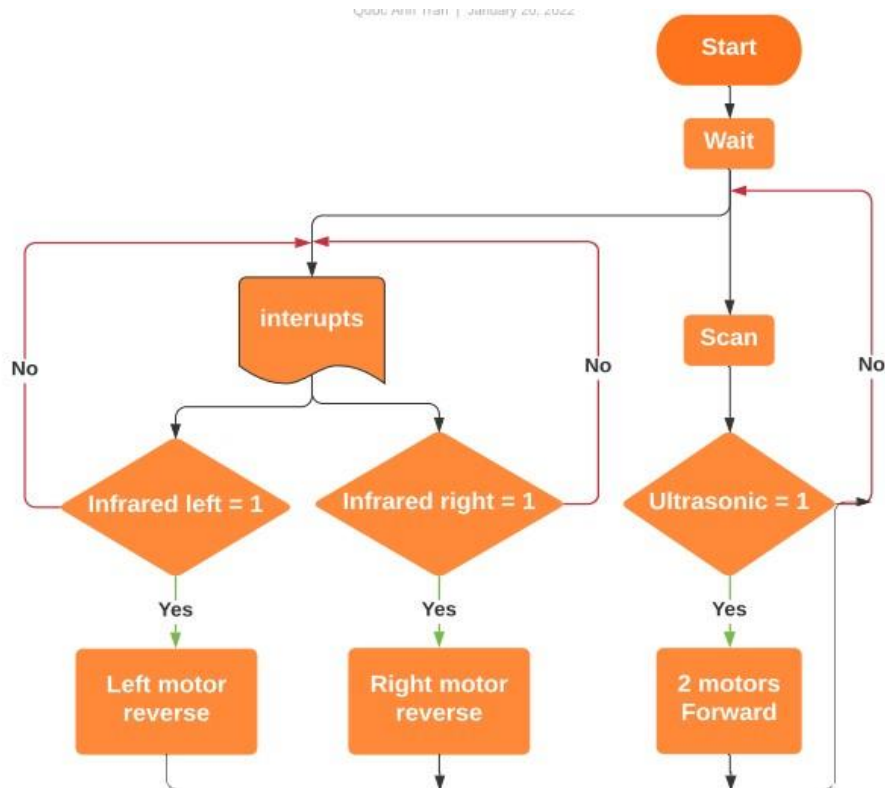 Start
Wait
interupts
Scan
No
No
No
Infrared left = 1
Infrared right = 1
Ultrasonic = 1
Yes
Yes
Yes
Left motor
reverse
Right motor
reverse
2 motors
Forward